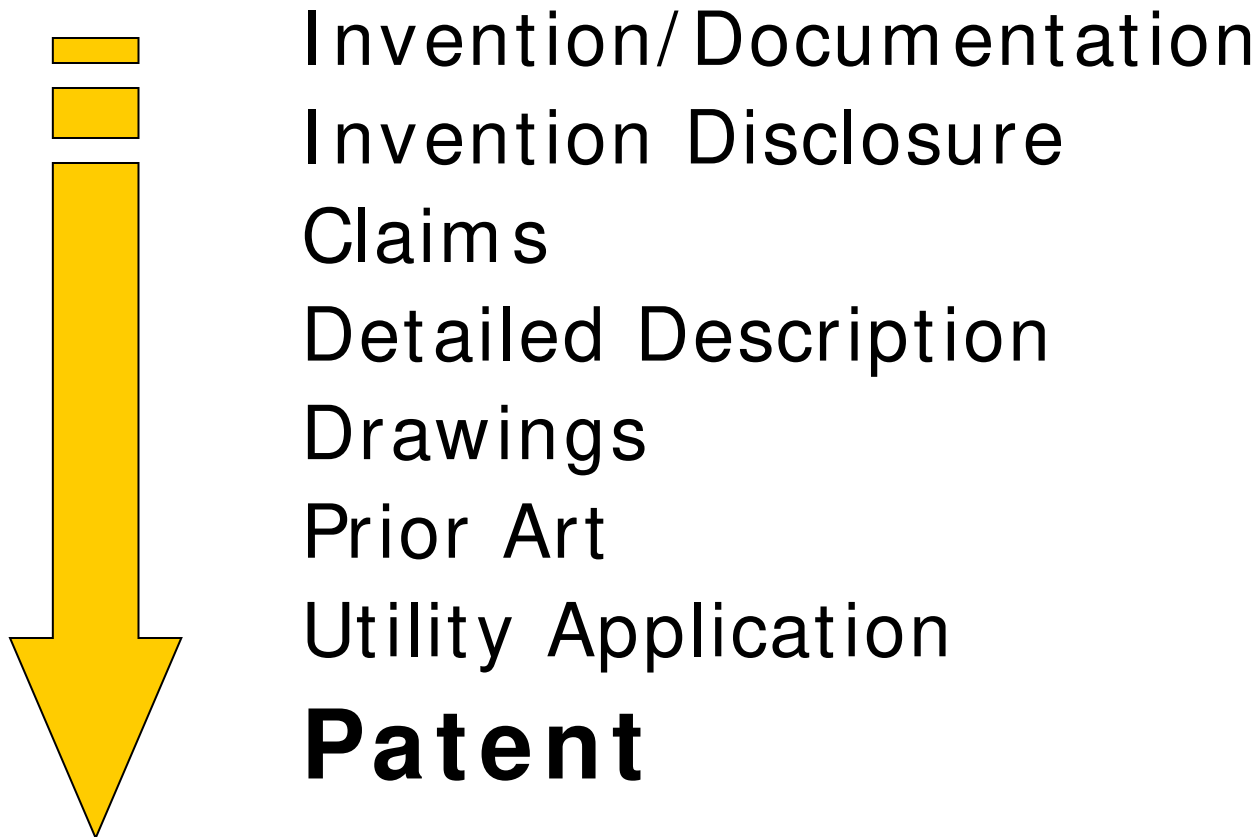 Invention/Documentation
Invention Disclosure
Claims
Detailed Description
Drawings
Prior Art
Utility Application
Patent